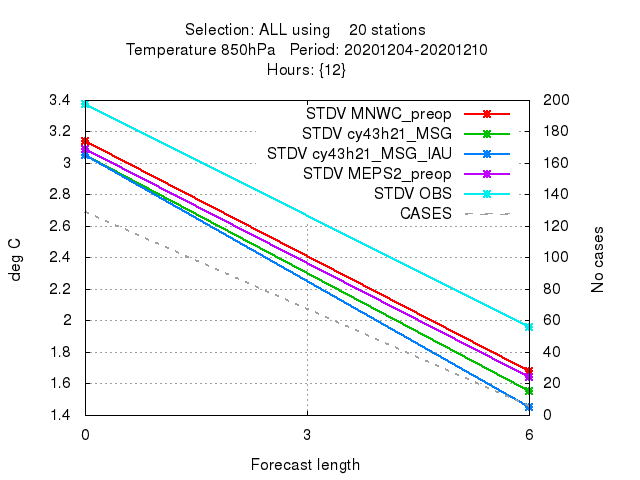 Selection: ALL using 20 stations
Temperature 850hPa Period: 20201204-20201210
Hours: {12}
STDV MNWC_preop
STDV cy43h21_MSG
STDV cy43h21_MSG_IAU
STDV MEPS2_preop
STDV OBS
CASES
3.4
3.2
3
2.8
2.6
2.4
2.2
2
1.8
1.6
1.4
deg C
200
180
160
140
120
100
80
60
40
20
0
No cases
0 3 6
Forecast length